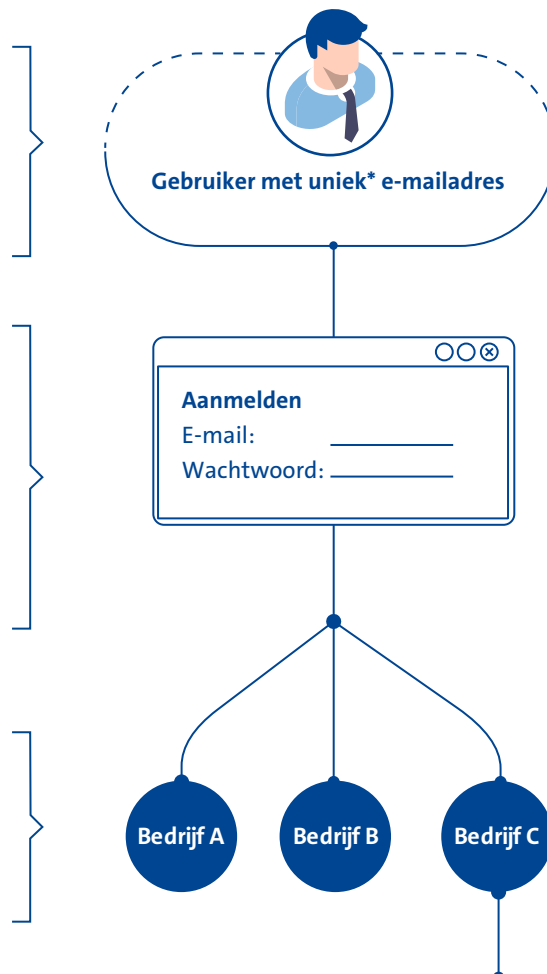 Gebruiker met uniek* e-mailadres
Aanmelden
E-mail:
Wachtwoord:
Bedrijf A
Bedrijf B
Bedrijf C